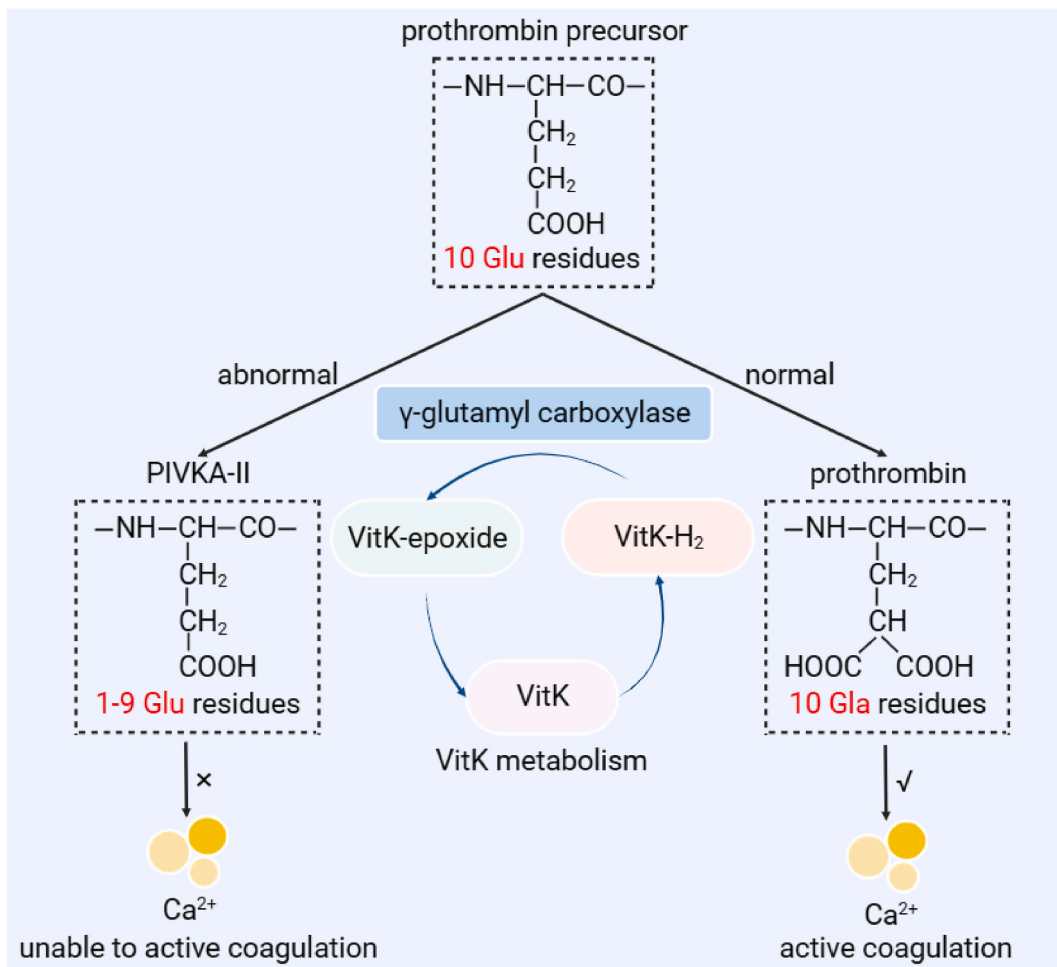 prothrombin precursor
—NH—CH—CO—
CH₂
CH₂
COOH
10 Glu residues
abnormal
normal
γ-glutamyl carboxylase
PIVKA-II
prothrombin
—NH—CH—CO—
CH₂
CH₂
COOH
1-9 Glu residues
VitK-epoxide
VitK-H₂
VitK
VitK metabolism
—NH—CH—CO—
CH₂
CH
HOOC COOH
10 Gla residues
×
√
Ca²⁺
unable to active coagulation
Ca²⁺
active coagulation